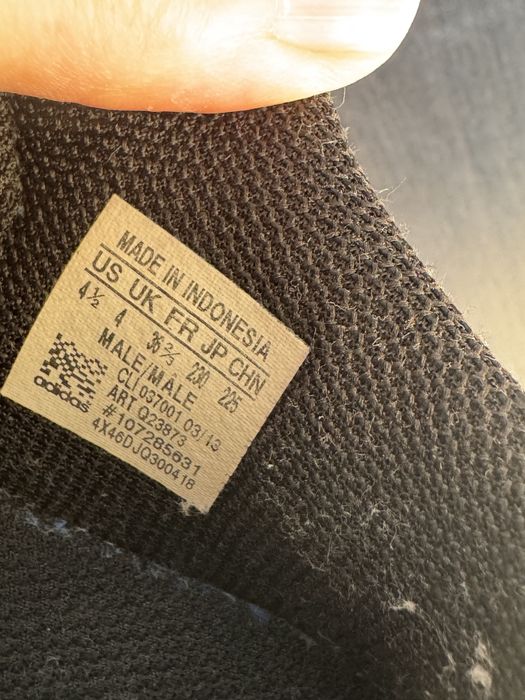 MADE IN INDONESIA
US UK FR JP CHN
4½ 4 36⅔ 230 225
MALE/MALE
CLI 037001 03/13
ART Q23873
#107265631
4X46DJQ300418
adidas